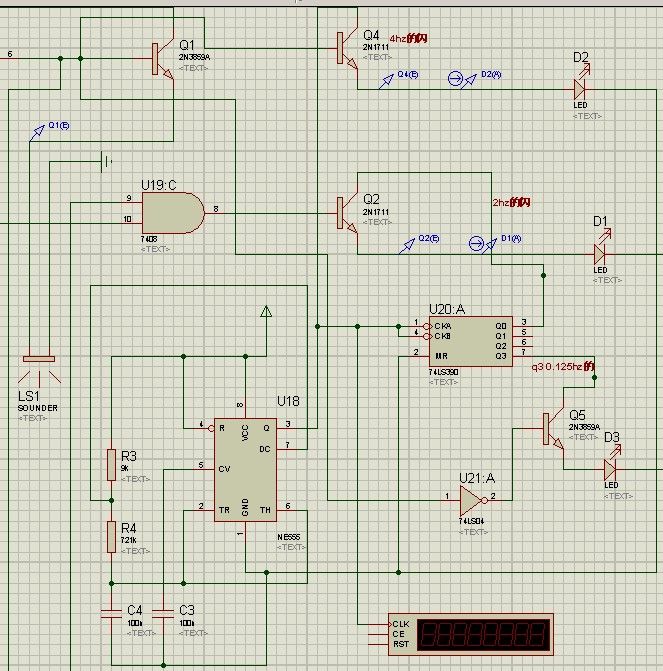 6
Q1
2N3859A
<TEXT>
Q1(E)
Q4
2N1711
<TEXT>
4hz的闪
Q4(E)
D2(A)
D2
LED
<TEXT>
U19:C
9
10
8
7408
<TEXT>
Q2
2N1711
<TEXT>
2hz的闪
Q2(E)
D1(A)
D1
LED
<TEXT>
LS1
SOUNDER
<TEXT>
U20:A
1
4
2
CKA
CKB
MR
Q0
Q1
Q2
Q3
3
5
6
7
74LS390
<TEXT>
q3 0.125hz的
Q5
2N3859A
<TEXT>
D3
LED
<TEXT>
U18
8
4
R
VCC
Q
3
DC
7
5
CV
2
TR
GND
TH
6
1
NE555
<TEXT>
R3
9k
<TEXT>
R4
721k
<TEXT>
C4
100n
<TEXT>
C3
100n
<TEXT>
U21:A
1
2
74LS04
<TEXT>
CLK
CE
RST